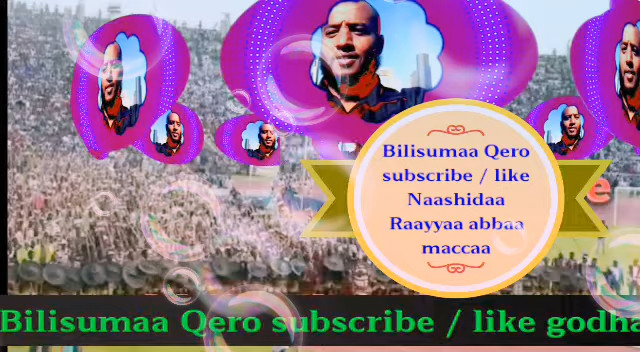 Bilisumaa Qero
subscribe / like
Naashidaa
Raayyaa abbaa
maccaa
Bilisumaa Qero subscribe / like godha